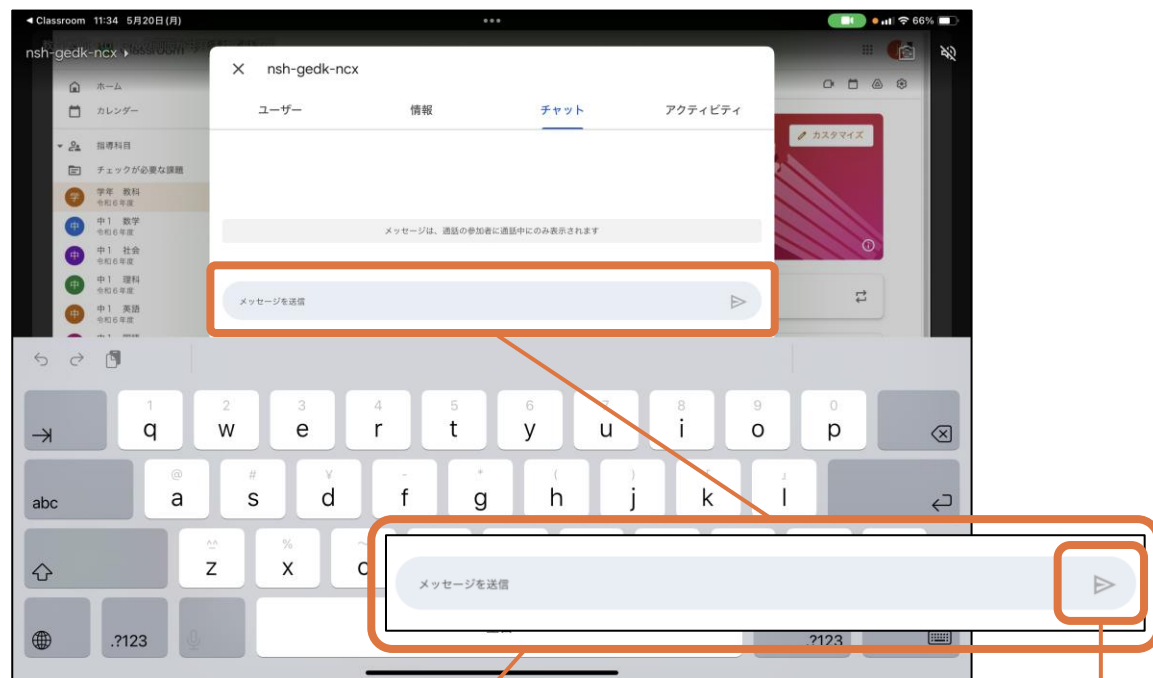 Classroom 11:34 5月20日(月)
66%
nsh-gedk-ncx
nsh-gedk-ncx
ユーザー 情報 チャット アクティビティ
ホーム
カレンダー
指導科目
チェックが必要な課題
学 学年 教科
令和6年度
中 中1 数学
令和6年度
中 中1 社会
令和6年度
中 中1 理科
令和6年度
中 中1 英語
令和6年度
カスタマイズ
メッセージは、通話の参加者に通話中にのみ表示されます
メッセージを送信
1 2 3 4 5 6 7 8 9 0
q w e r t y u i o p
@ # ¥ - * ( ) 」
abc a s d f g h j k l
^^ % ~
z x c
メッセージを送信
.?123 .?123